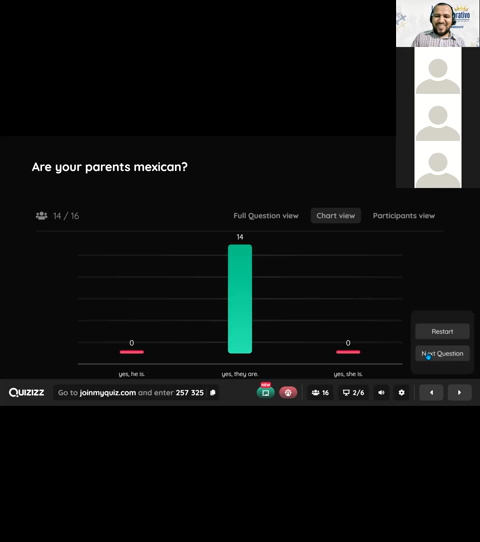 Are your parents mexican?
14 / 16
Full Question view
Chart view
Participants view
14
0
0
yes, he is.
yes, they are.
yes, she is.
Restart
Next Question
QUIZIZZ
Go to joinmyquiz.com and enter 257 325
NEW
16
2/6